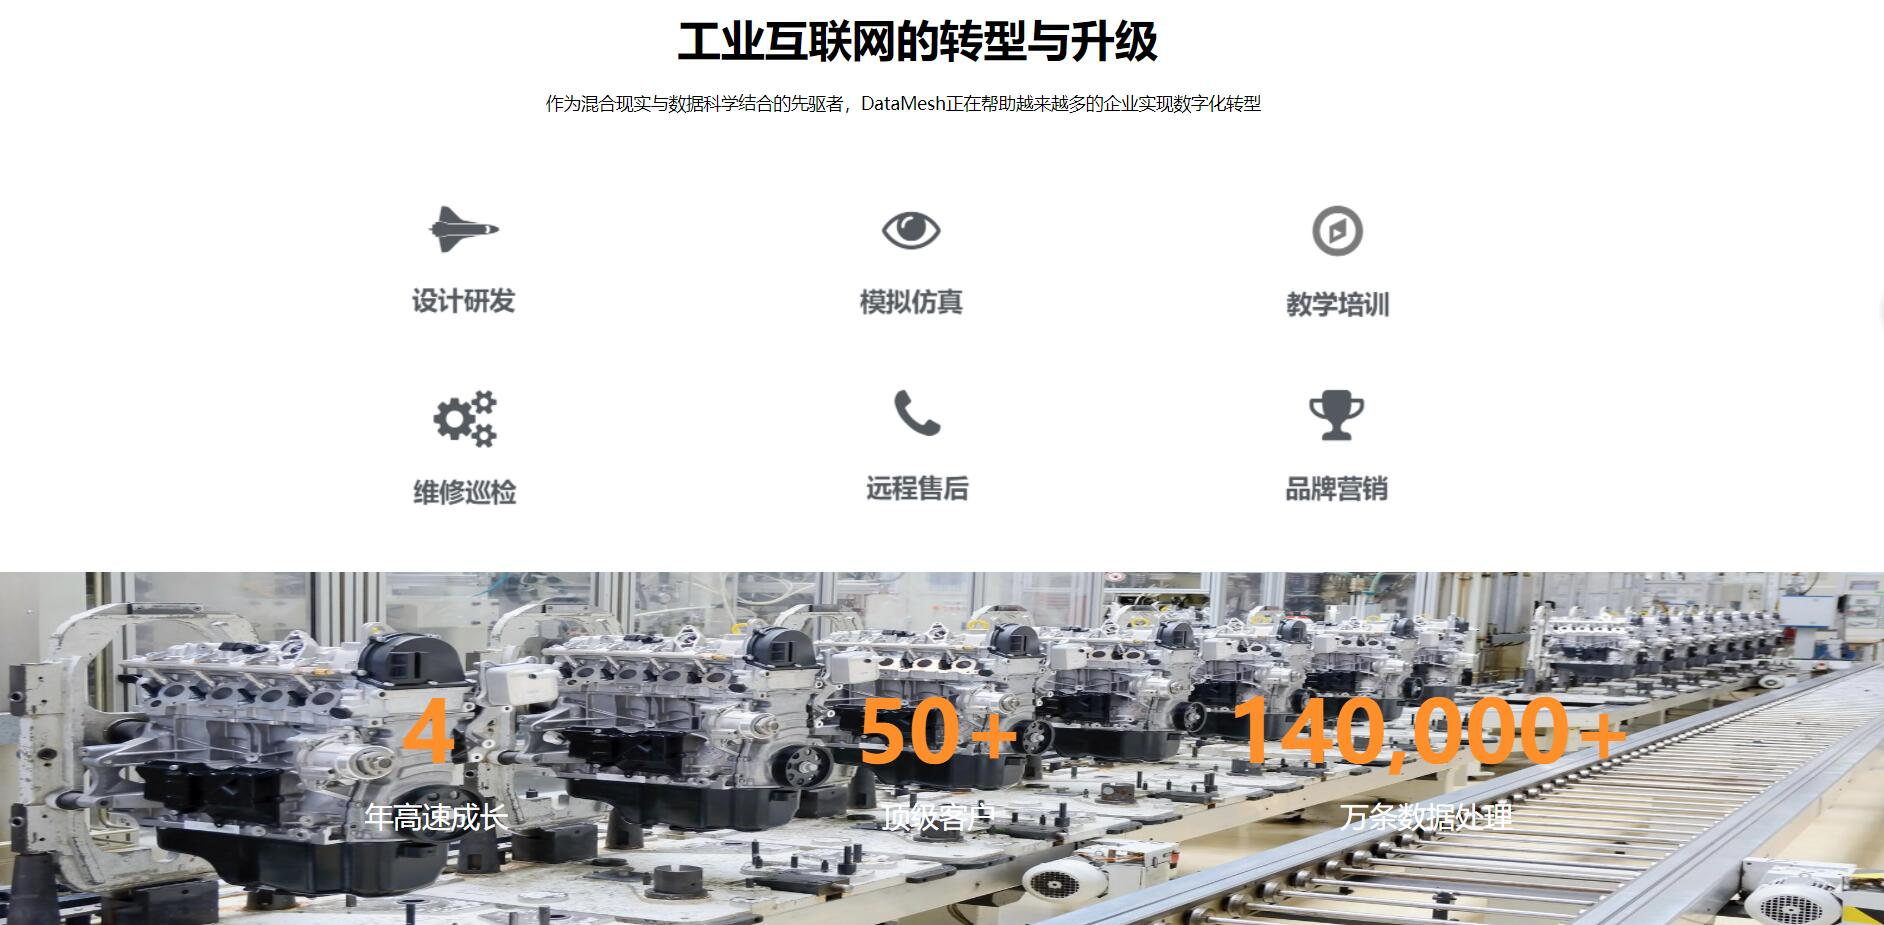 工业互联网的转型与升级
作为混合现实与数据科学结合的先驱者，DataMesh正在帮助越来越多的企业实现数字化转型
设计研发
模拟仿真
教学培训
维修巡检
远程售后
品牌营销
4
50+
140,000+
年高速成长
顶级客户
万条数据处理